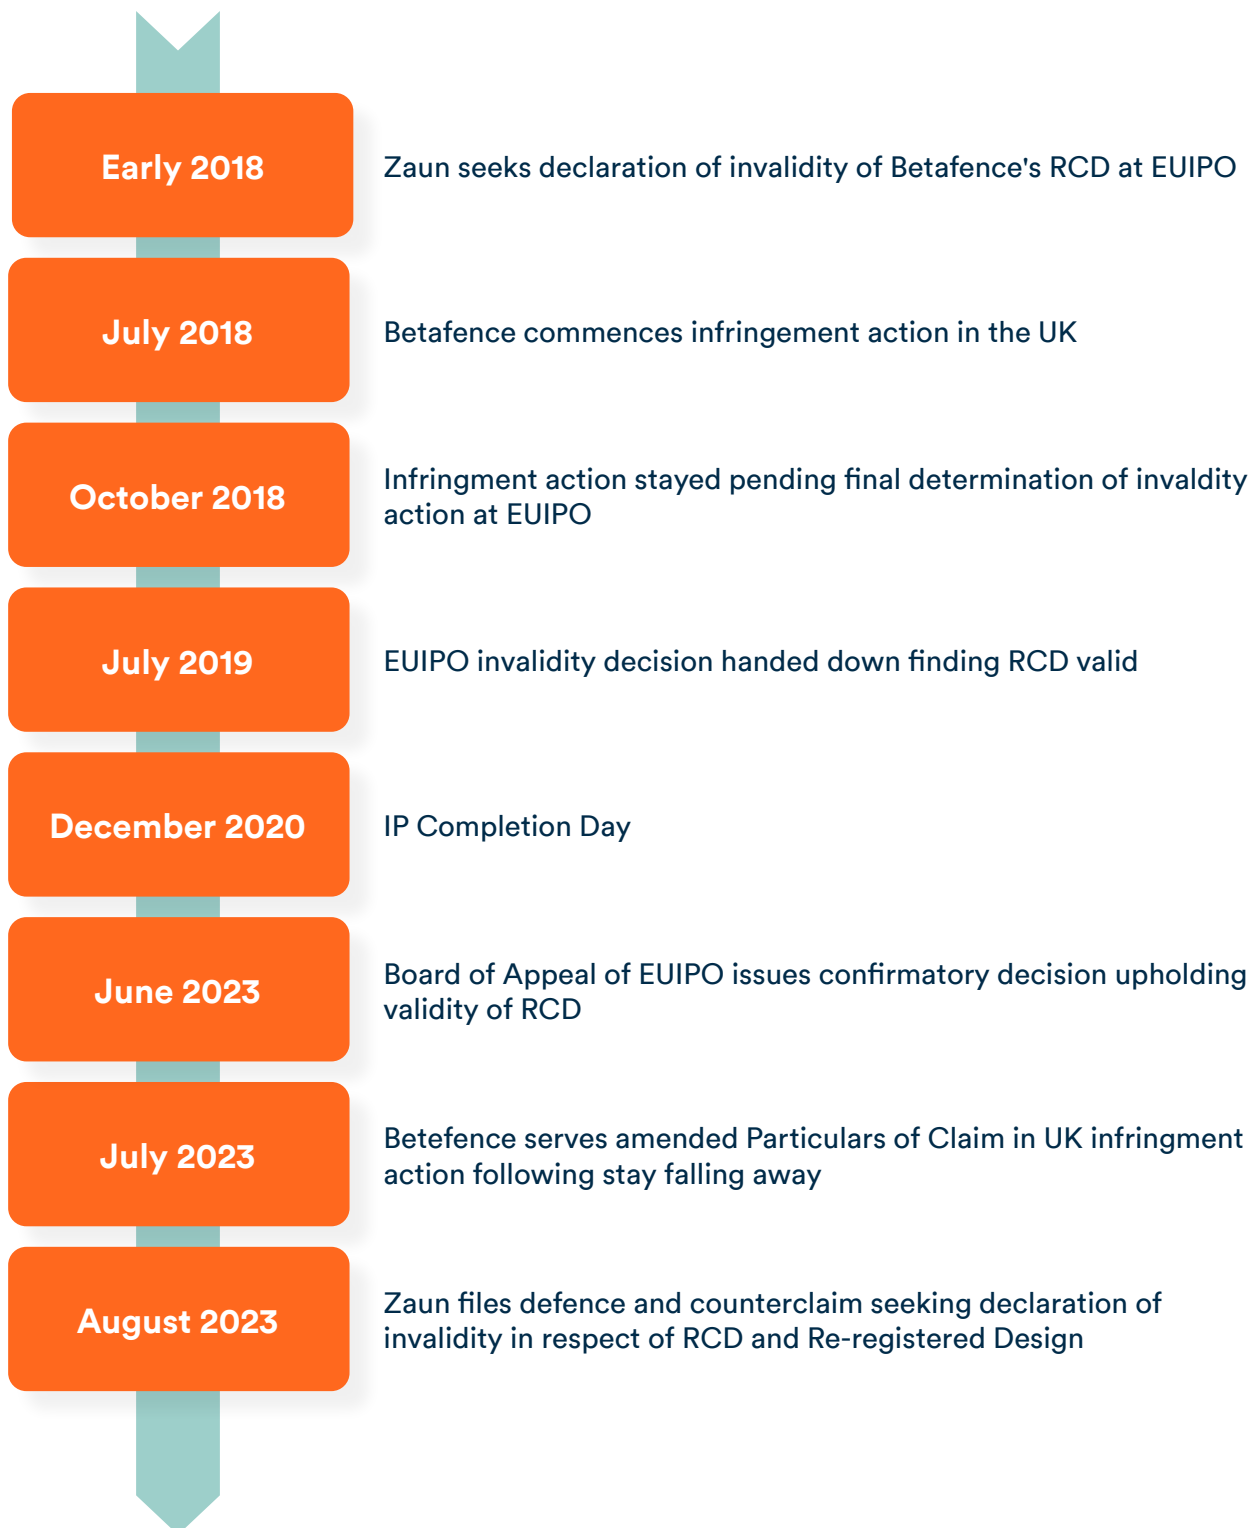 Early 2018
Zaun seeks declaration of invalidity of Betafence's RCD at EUIPO
July 2018
Betafence commences infringement action in the UK
October 2018
Infringment action stayed pending final determination of invaldity
action at EUIPO
July 2019
EUIPO invalidity decision handed down finding RCD valid
December 2020
IP Completion Day
June 2023
Board of Appeal of EUIPO issues confirmatory decision upholding
validity of RCD
July 2023
Betefence serves amended Particulars of Claim in UK infringment
action following stay falling away
August 2023
Zaun files defence and counterclaim seeking declaration of
invalidity in respect of RCD and Re-registered Design